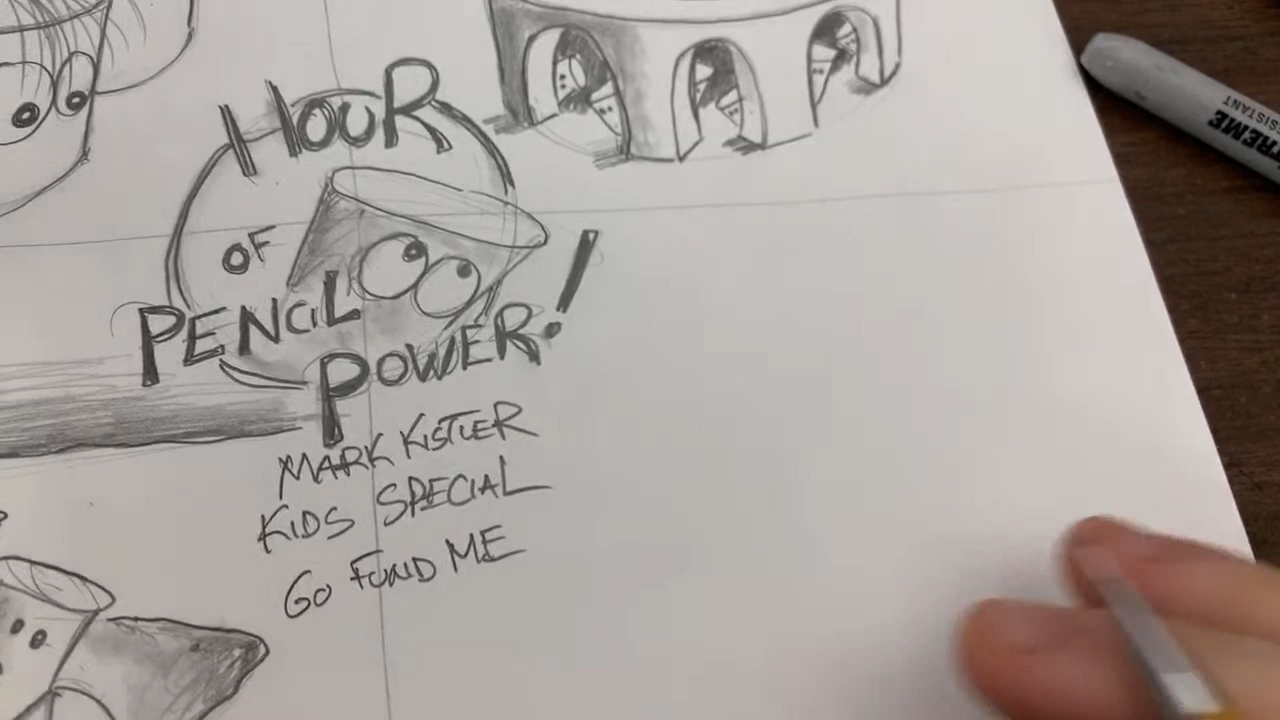 HOUR
OF
PENCIL
POWER!
MARK KISTLER
KIDS SPECIAL
GO FUND ME